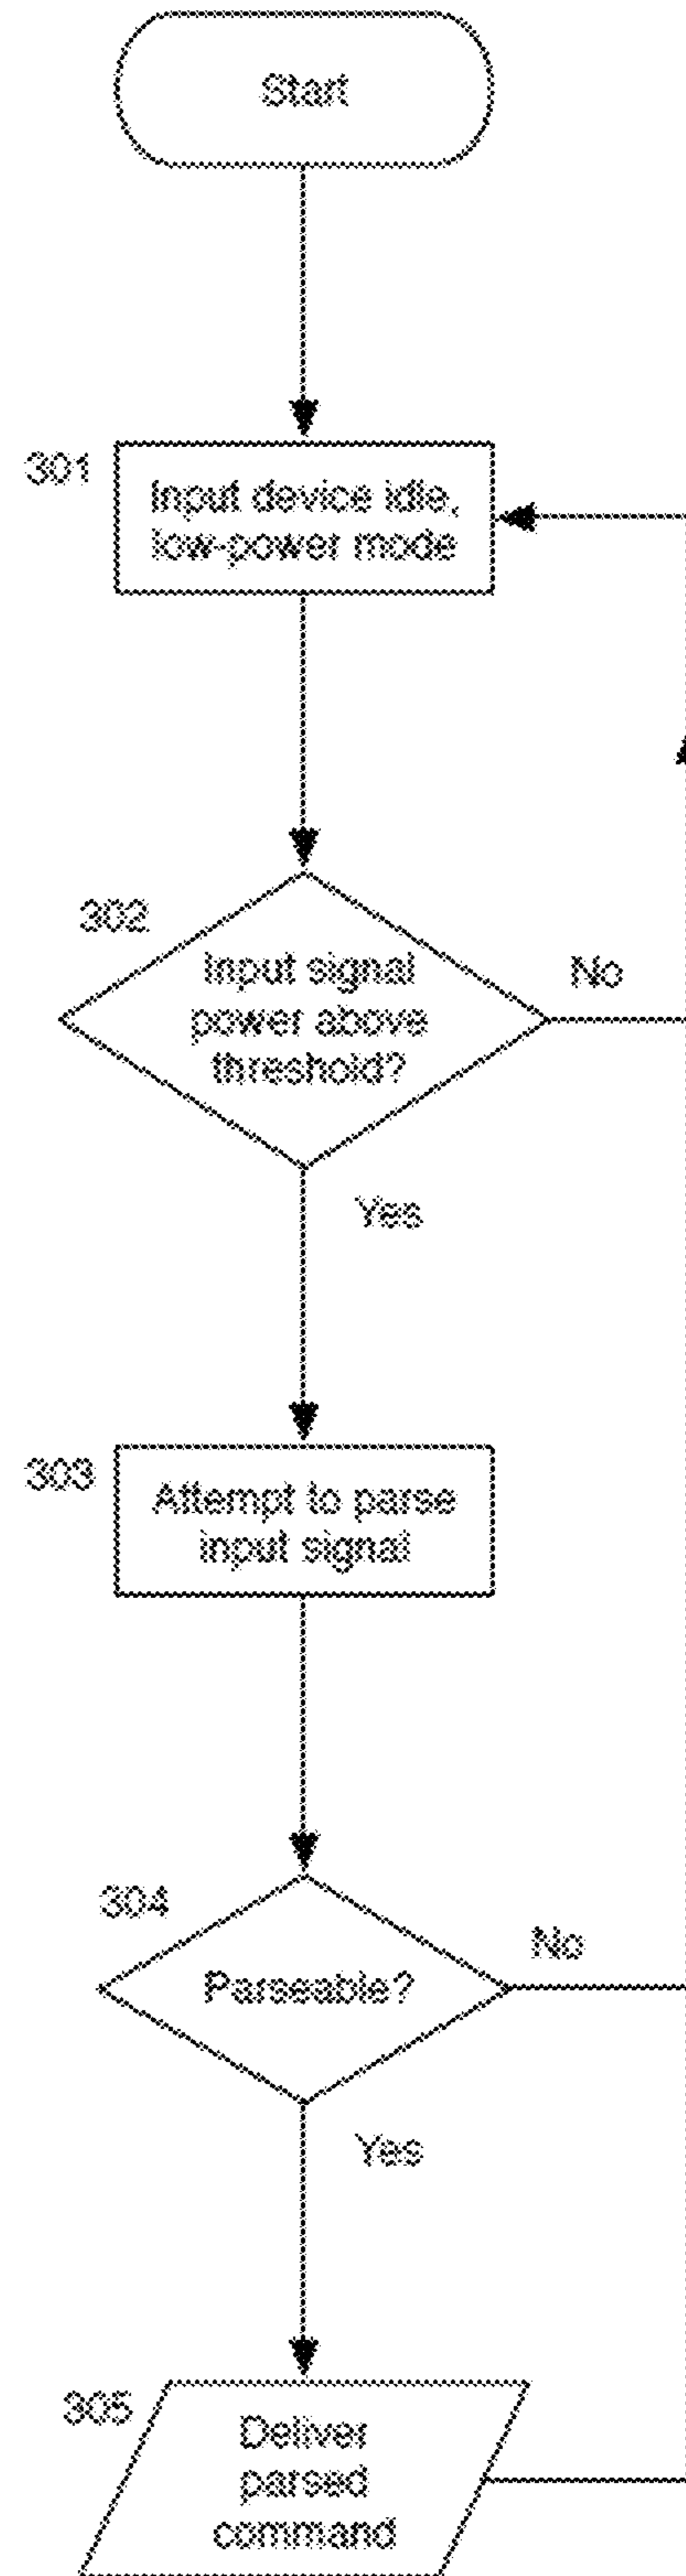 Start
301
Input device idle,
low-power mode
302
Input signal
power above
threshold?
No
Yes
303
Attempt to parse
input signal
304
Parseable?
No
Yes
305
Deliver
parsed
command